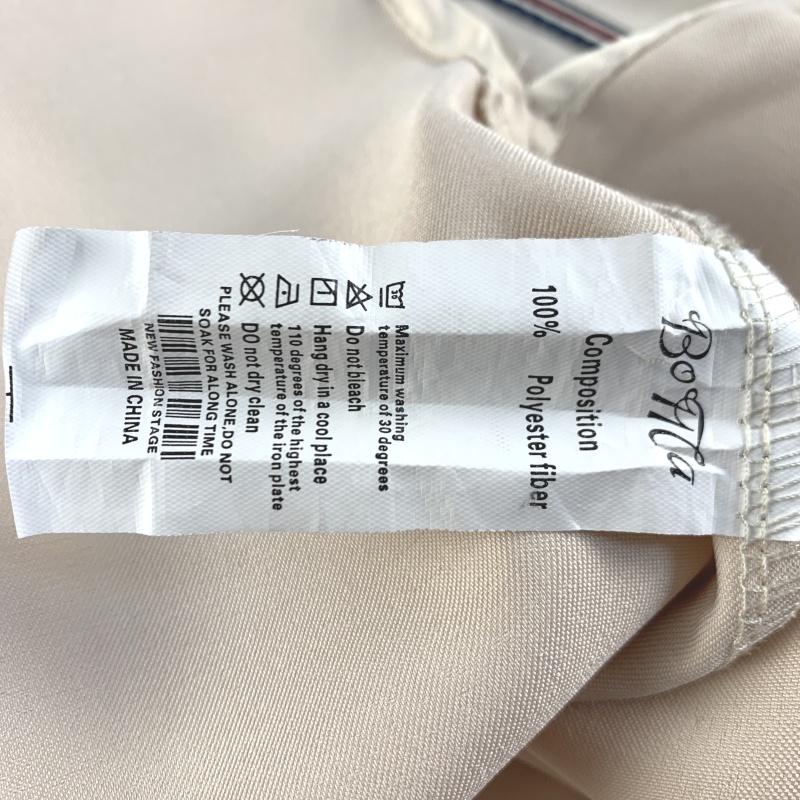 BoMa
Composition
100% Polyester fiber
30
Maximum washing
temperature of 30 degrees
Do not bleach
Hang dry in a cool place
110 degrees of the highest
temperature of the iron plate
DO not dry clean
PLEASE WASH ALONE,DO NOT
SOAK FOR ALONG TIME
NEW FASHION STAGE
MADE IN CHINA